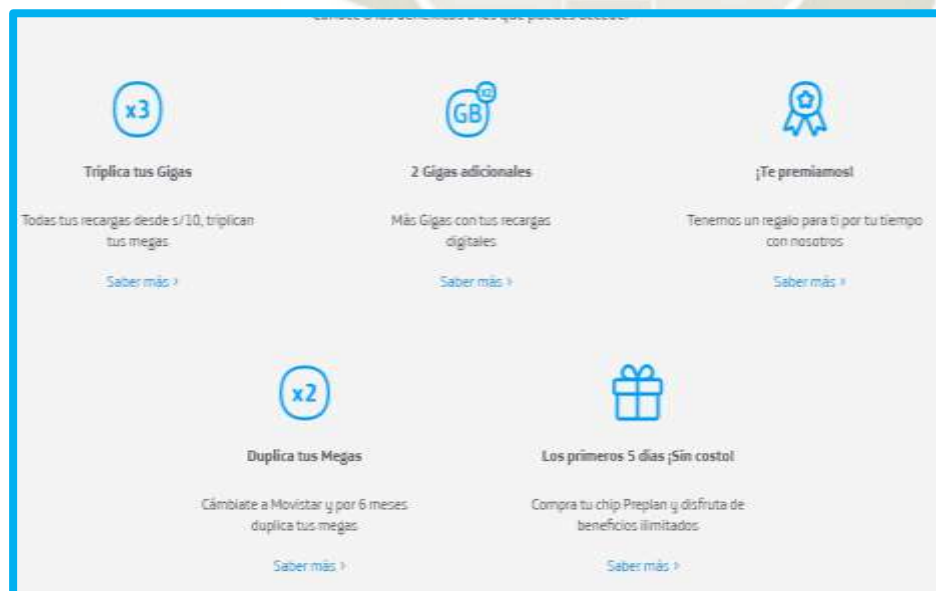 x3
GB
x2
Triplica tus Gigas
2 Gigas adicionales
¡Te premiamos!
Todas tus recargas desde s/10, triplican
tus megas
Más Gigas con tus recargas
digitales
Tenemos un regalo para ti por tu tiempo
con nosotros
Saber más >
Saber más >
Saber más >
x2
Duplica tus Megas
Los primeros 5 días ¡Sin costo!
Cámbiate a Movistar y por 6 meses
duplica tus megas
Compra tu chip Preplan y disfruta de
beneficios ilimitados
Saber más >
Saber más >